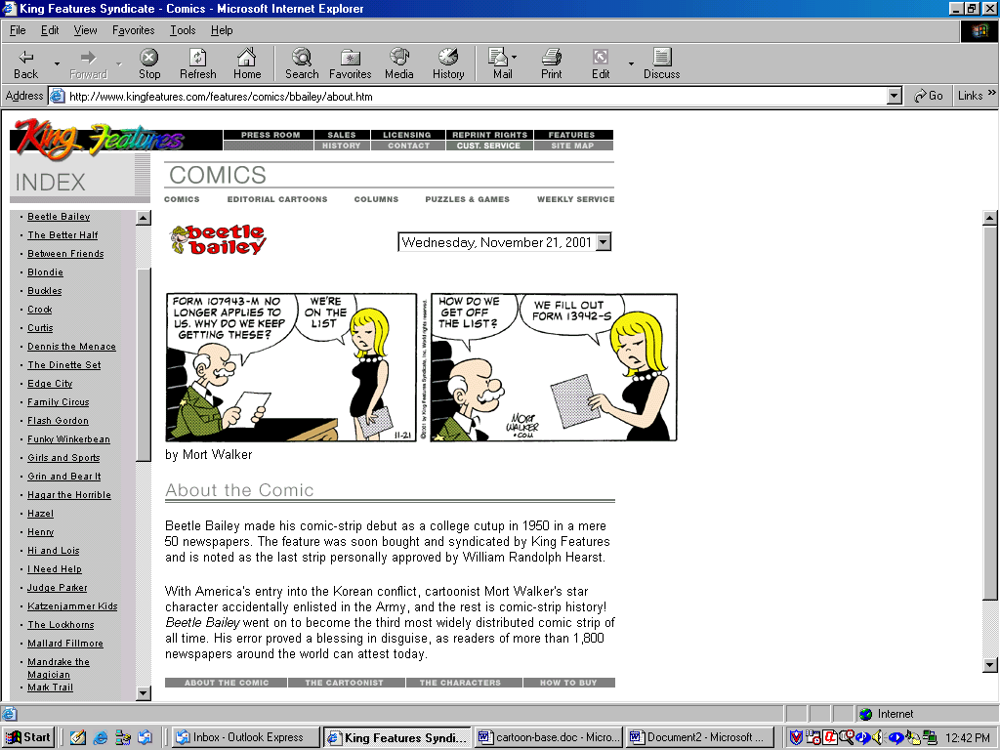 King Features Syndicate - Comics - Microsoft Internet Explorer
File Edit View Favorites Tools Help
Back Forward Stop Refresh Home Search Favorites Media History Mail Print Edit Discuss
Address http://www.kingfeatures.com/features/comics/bbailey/about.htm Go Links »
King Features
PRESS ROOM SALES LICENSING REPRINT RIGHTS FEATURES
HISTORY CONTACT CUST. SERVICE SITE MAP
INDEX
COMICS
COMICS EDITORIAL CARTOONS COLUMNS PUZZLES & GAMES WEEKLY SERVICE
• Beetle Bailey
• The Better Half
• Between Friends
• Blondie
• Buckles
• Crock
• Curtis
• Dennis the Menace
• The Dinette Set
• Edge City
• Family Circus
• Flash Gordon
• Funky Winkerbean
• Girls and Sports
• Grin and Bear It
• Hagar the Horrible
• Hazel
• Henry
• Hi and Lois
• I Need Help
• Judge Parker
• Katzenjammer Kids
• The Lockhorns
• Mallard Fillmore
• Mandrake the
Magician
• Mark Trail
beetle
bailey
Wednesday, November 21, 2001
FORM 107943-M NO
LONGER APPLIES TO
US. WHY DO WE KEEP
GETTING THESE?
WE'RE
ON THE
LIST
11-21
©2001 by King Features Syndicate, Inc. World rights reserved.
HOW DO WE
GET OFF
THE LIST?
WE FILL OUT
FORM 13942-S
MORT
WALKER
.COM
by Mort Walker
About the Comic
Beetle Bailey made his comic-strip debut as a college cutup in 1950 in a mere
50 newspapers. The feature was soon bought and syndicated by King Features
and is noted as the last strip personally approved by William Randolph Hearst.
With America's entry into the Korean conflict, cartoonist Mort Walker's star
character accidentally enlisted in the Army, and the rest is comic-strip history!
Beetle Bailey went on to become the third most widely distributed comic strip of
all time. His error proved a blessing in disguise, as readers of more than 1,800
newspapers around the world can attest today.
ABOUT THE COMIC THE CARTOONIST THE CHARACTERS HOW TO BUY
Internet
Start Inbox - Outlook Express King Features Syndi... cartoon-base.doc - Micro... Document2 - Microsoft ... 12:42 PM